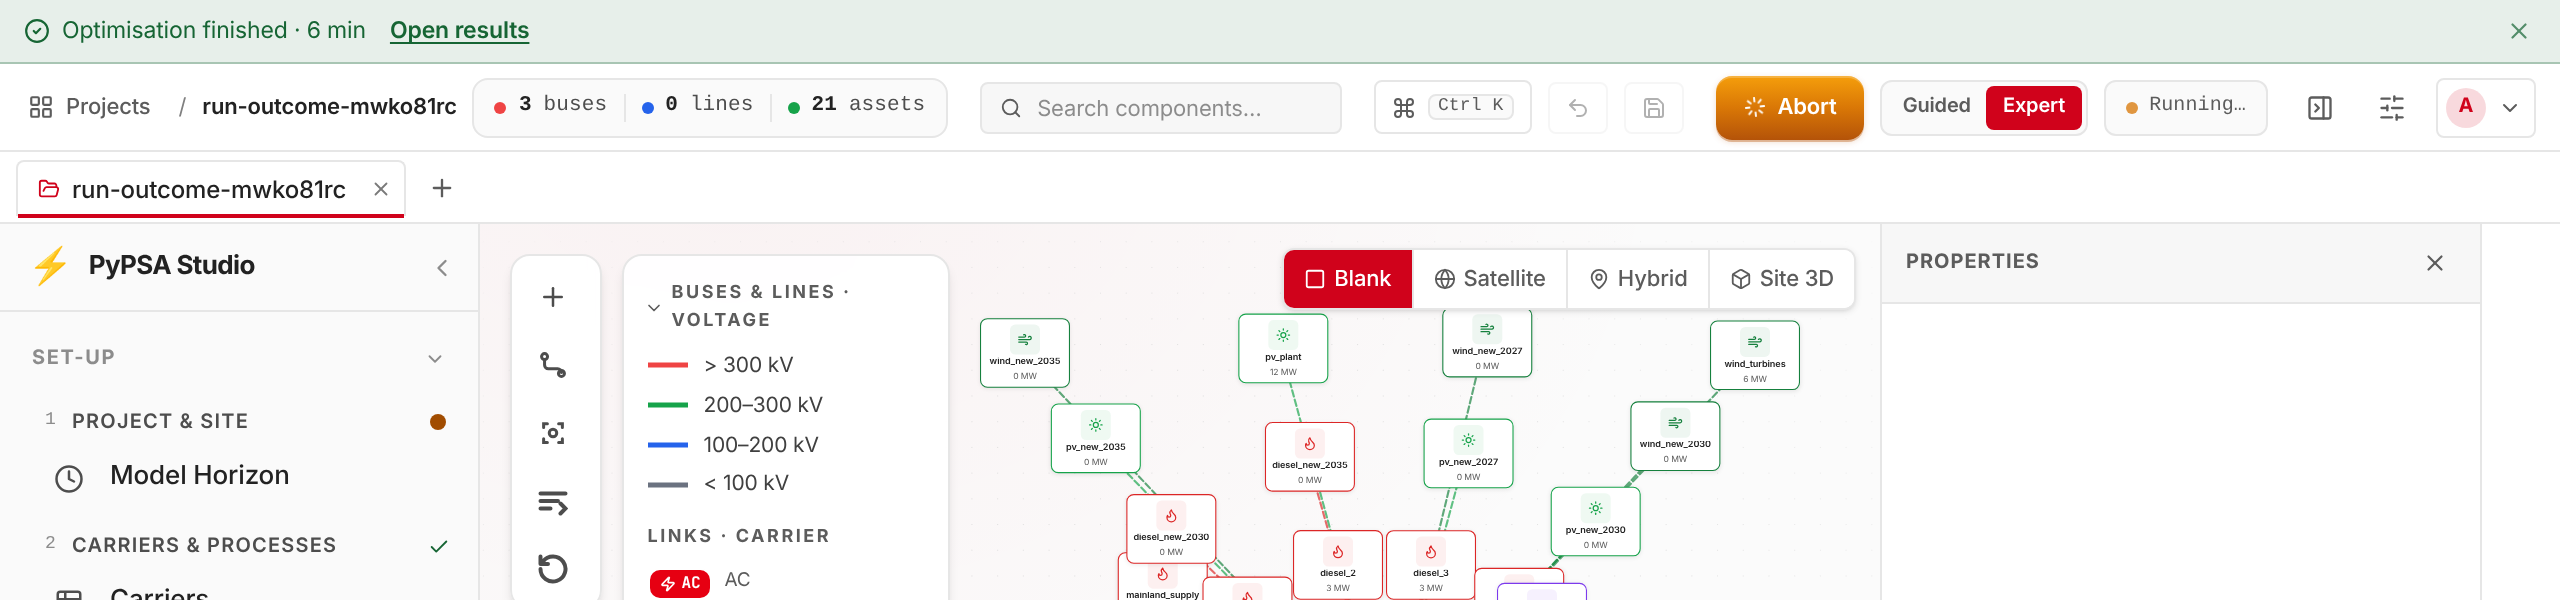 Optimisation finished · 6 min Open results
Projects / run-outcome-mwko81rc
3 buses
0 lines
21 assets
Search components...
Ctrl K
Abort
Guided
Expert
Running…
A
run-outcome-mwko81rc
PyPSA Studio
SET-UP
1 PROJECT & SITE
Model Horizon
2 CARRIERS & PROCESSES
Carriers
BUSES & LINES ·
VOLTAGE
> 300 kV
200–300 kV
100–200 kV
< 100 kV
LINKS · CARRIER
AC AC
Blank
Satellite
Hybrid
Site 3D
wind_new_2035
0 MW
pv_plant
12 MW
wind_new_2027
0 MW
wind_turbines
6 MW
pv_new_2035
0 MW
diesel_new_2035
0 MW
pv_new_2027
0 MW
wind_new_2030
0 MW
diesel_new_2030
0 MW
pv_new_2030
0 MW
diesel_2
3 MW
diesel_3
3 MW
mainland_supply
PROPERTIES